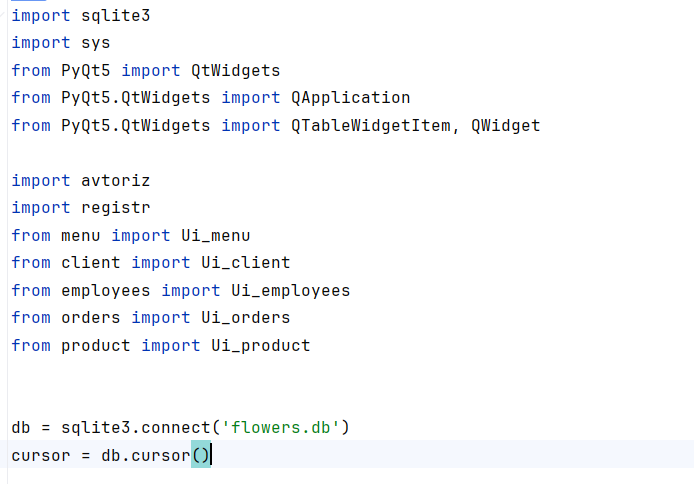 import sqlite3
import sys
from PyQt5 import QtWidgets
from PyQt5.QtWidgets import QApplication
from PyQt5.QtWidgets import QTableWidgetItem, QWidget
import avtoriz
import registr
from menu import Ui_menu
from client import Ui_client
from employees import Ui_employees
from orders import Ui_orders
from product import Ui_product
db = sqlite3.connect('flowers.db')
cursor = db.cursor()